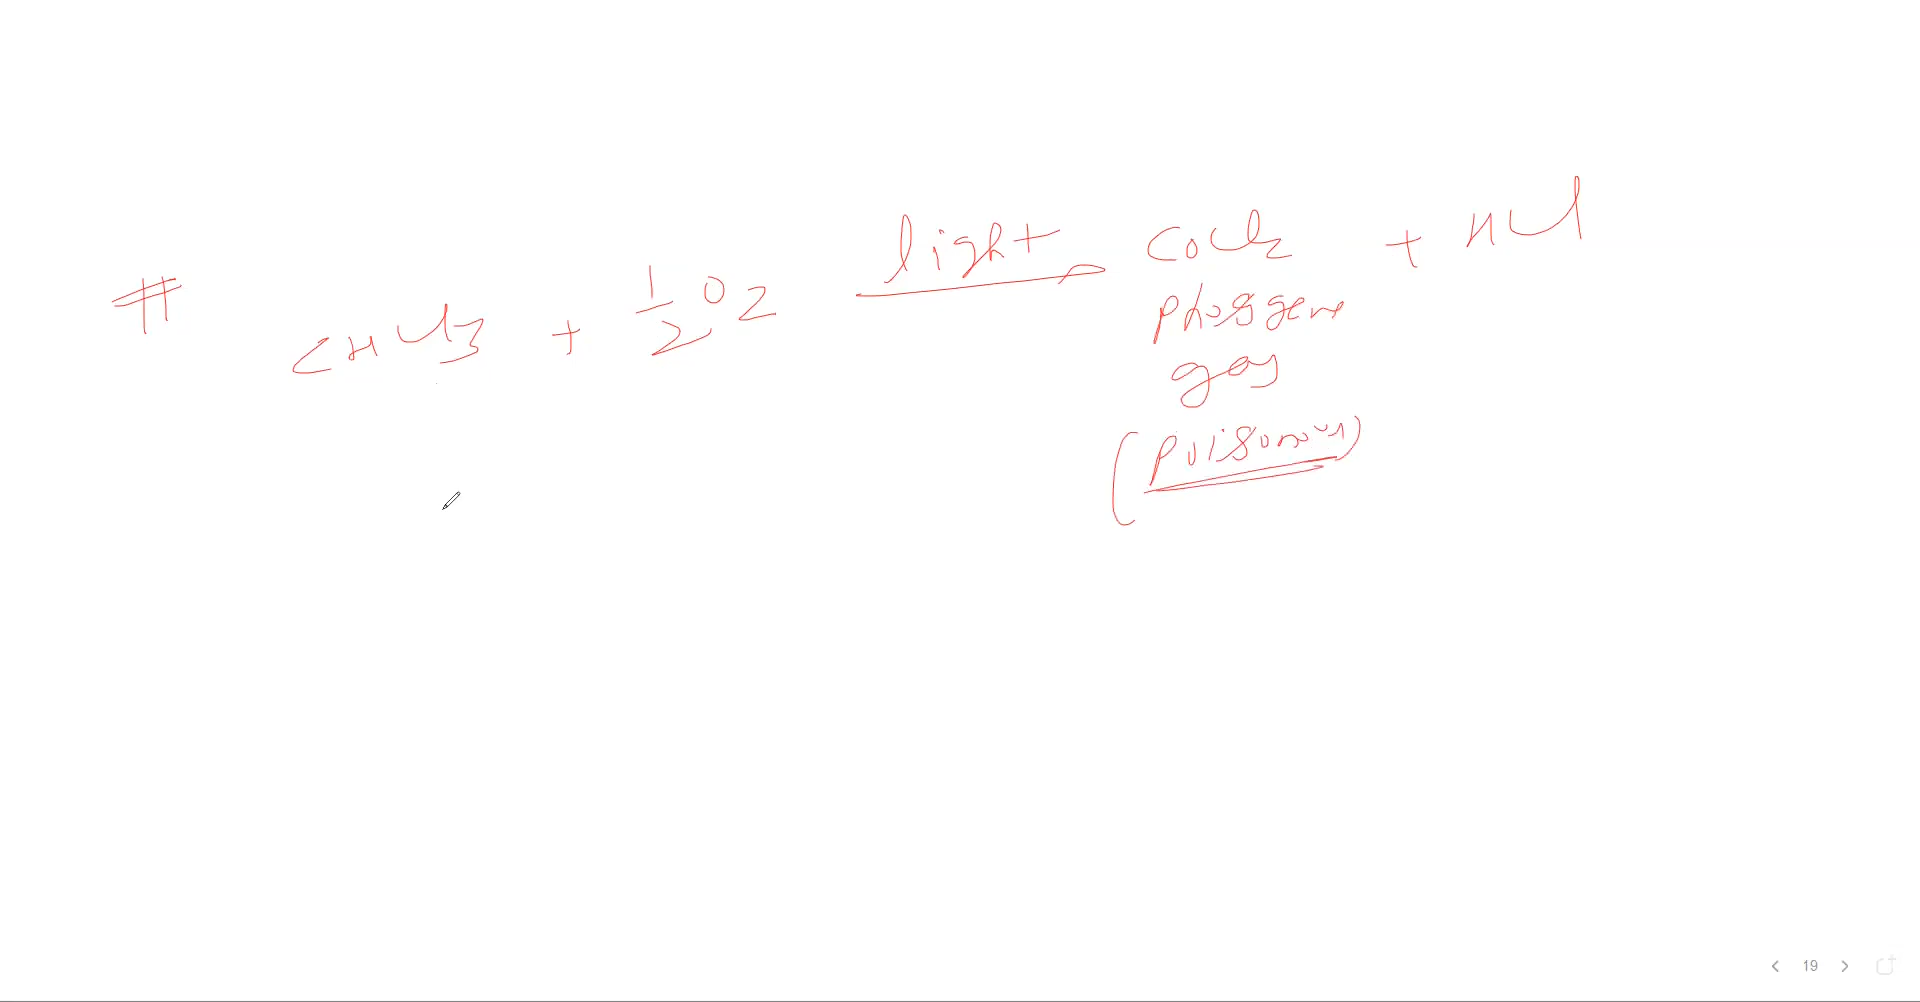 # CHCl3 + 1/2 O2 light → COCl2 + HCl
phosgene
gas
(poisonous)
19